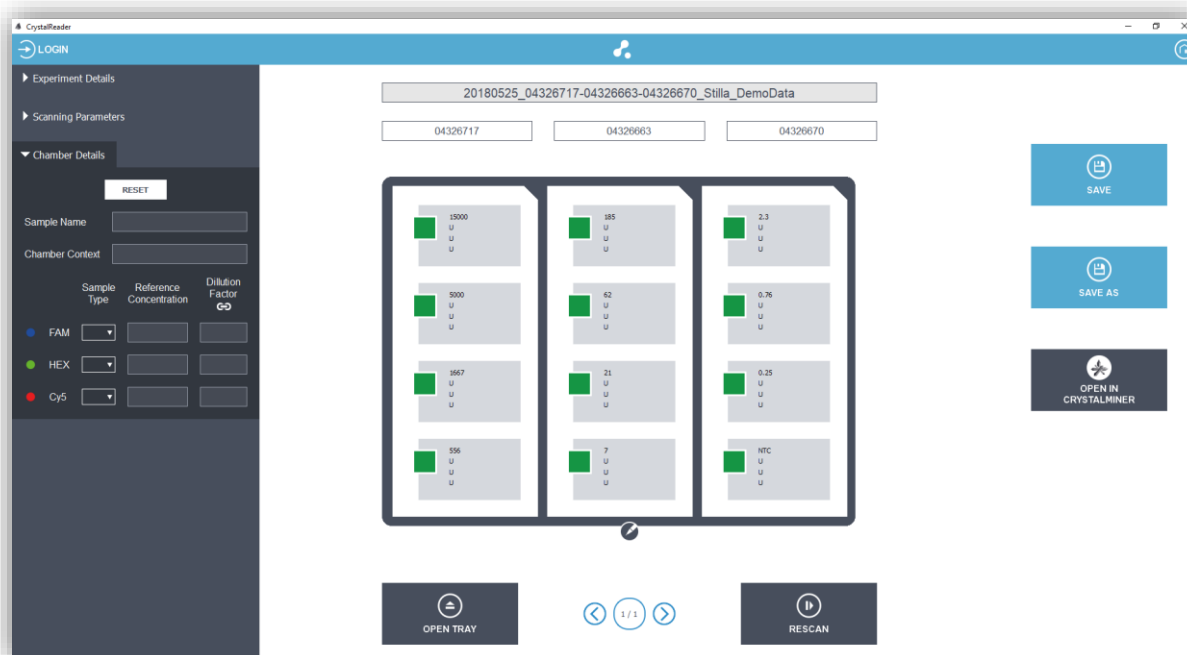 CrystalReader
LOGIN
Experiment Details
Scanning Parameters
Chamber Details
RESET
Sample Name
Chamber Context
Sample Type
Reference Concentration
Dillution Factor
FAM
HEX
Cy5
20180525_04326717-04326663-04326670_Stilla_DemoData
04326717
04326663
04326670
15000
U
U
U
5000
U
U
U
1667
U
U
U
556
U
U
U
185
U
U
U
62
U
U
U
21
U
U
U
7
U
U
U
2.3
U
U
U
0.76
U
U
U
0.25
U
U
U
NTC
U
U
U
OPEN TRAY
1 / 1
RESCAN
SAVE
SAVE AS
OPEN IN
CRYSTALMINER